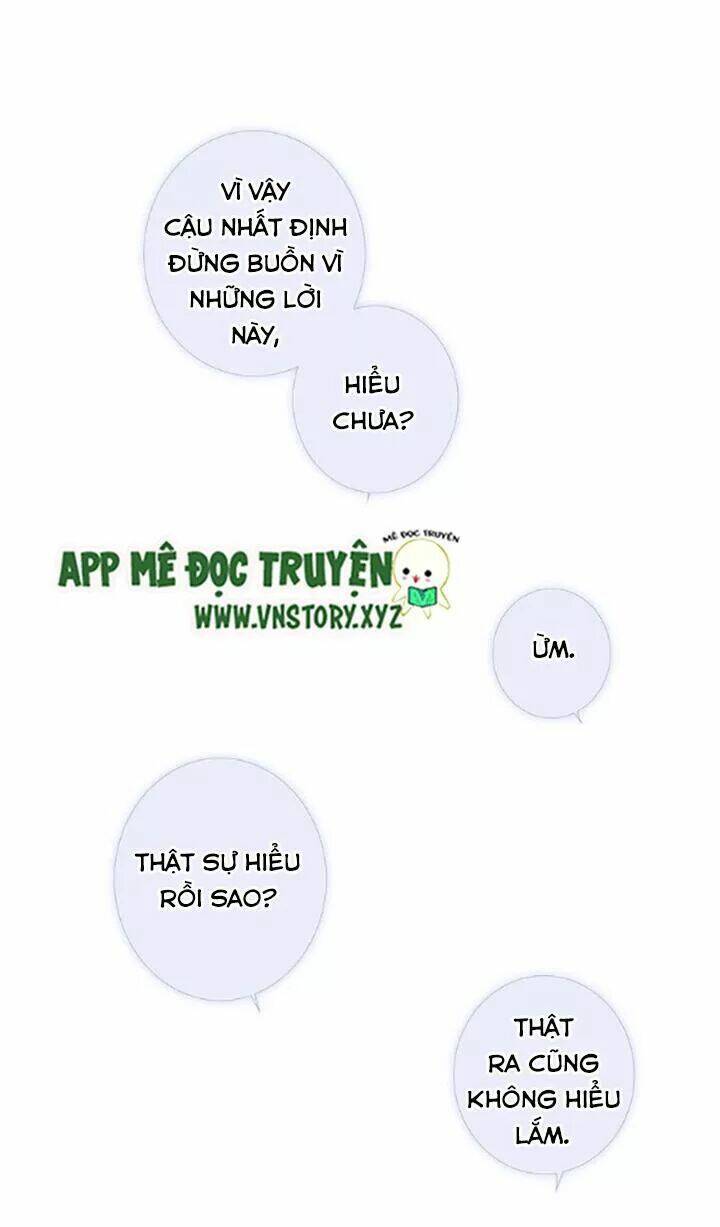 VÌ VẬY
CẬU NHẤT ĐỊNH
ĐỪNG BUỒN VÌ
NHỮNG LỜI
NÀY,
HIỂU
CHƯA?
MÊ ĐỌC TRUYỆN
APP MÊ ĐỌC TRUYỆN
WWW.VNSTORY.XYZ
ỪM.
THẬT SỰ HIỂU
RỒI SAO?
THẬT
RA CŨNG
KHÔNG HIỂU
LẮM.